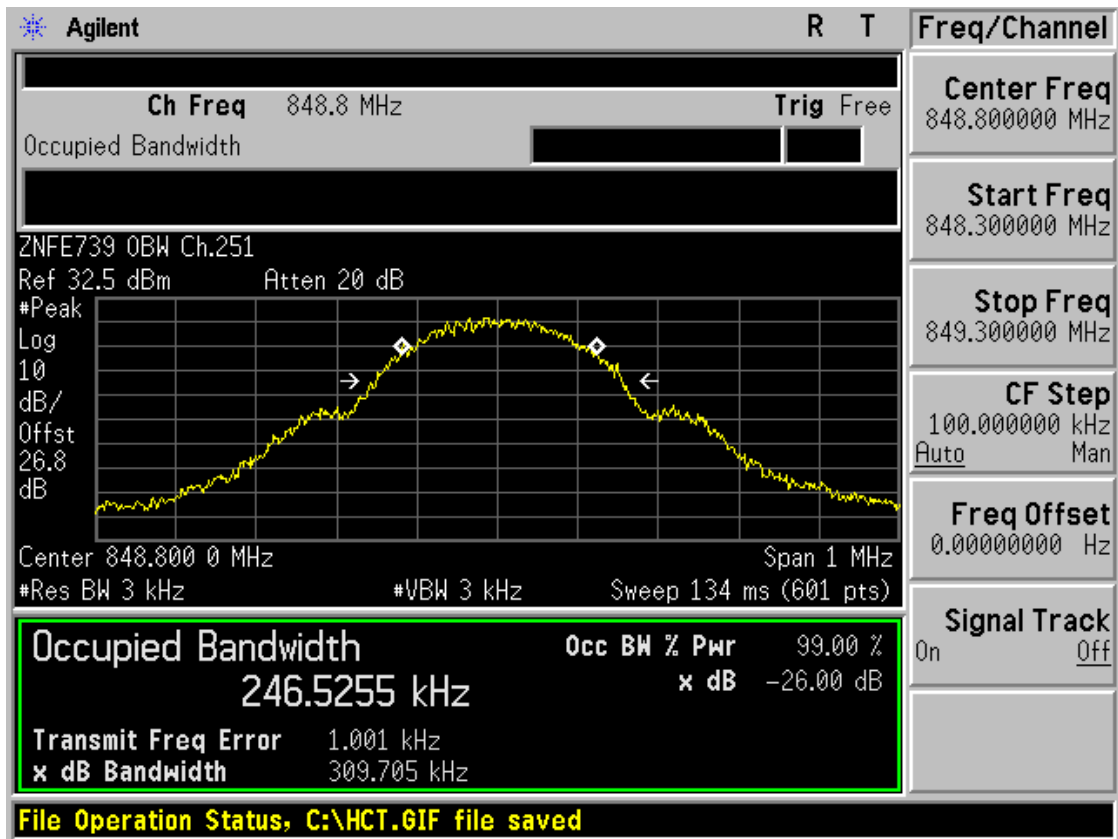 Agilent
R T
Freq/Channel
Ch Freq 848.8 MHz
Trig Free
Occupied Bandwidth
Center Freq
848.800000 MHz
Start Freq
848.300000 MHz
Stop Freq
849.300000 MHz
CF Step
100.000000 kHz
Auto Man
Freq Offset
0.00000000 Hz
Signal Track
On Off
ZNFE739 OBW Ch.251
Ref 32.5 dBm Atten 20 dB
#Peak
Log
10
dB/
Offst
26.8
dB
Center 848.800 0 MHz Span 1 MHz
#Res BW 3 kHz #VBW 3 kHz Sweep 134 ms (601 pts)
Occupied Bandwidth
246.5255 kHz
Occ BW % Pwr 99.00 %
x dB -26.00 dB
Transmit Freq Error 1.001 kHz
x dB Bandwidth 309.705 kHz
File Operation Status, C:\HCT.GIF file saved